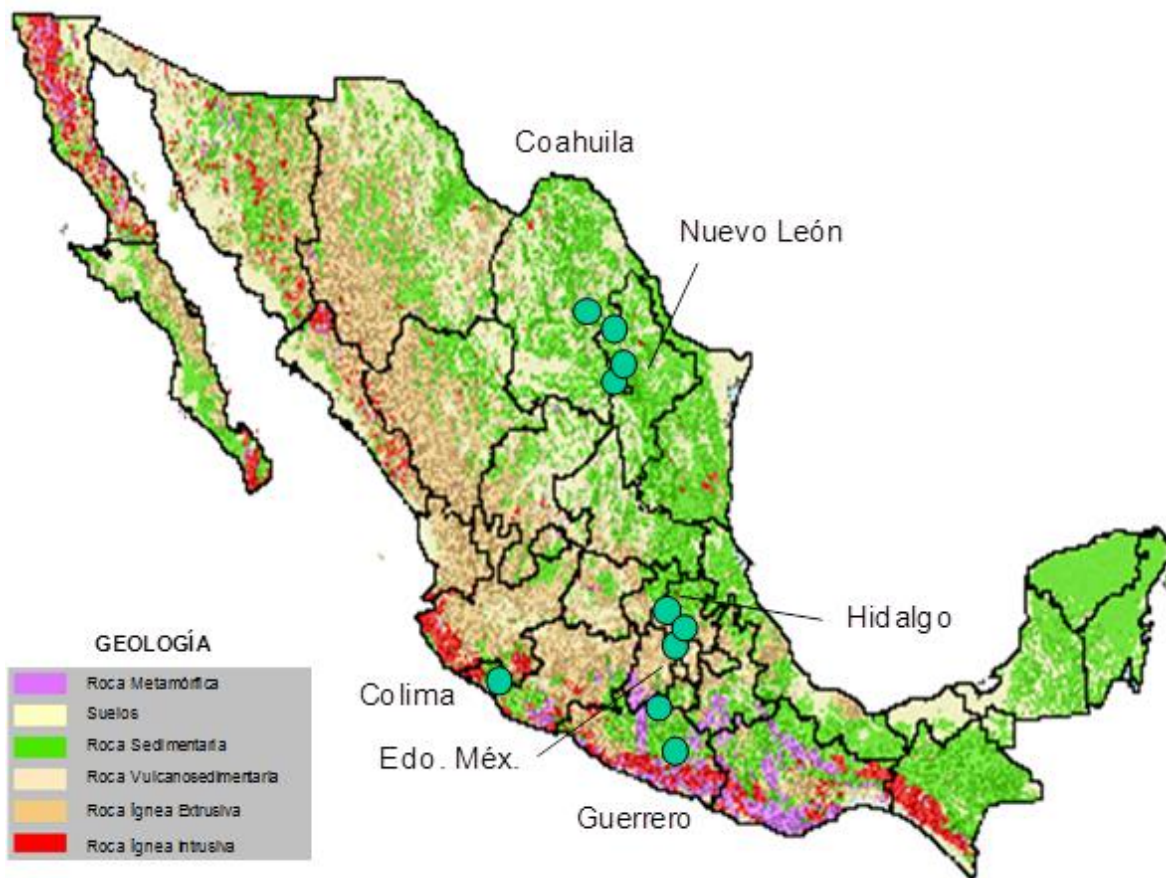 Coahuila
Nuevo León
Hidalgo
Colima
Edo. Méx.
Guerrero
GEOLOGÍA
Roca Metamórfica
Suelos
Roca Sedimentaria
Roca Vulcanosedimentaria
Roca Ígnea Extrusiva
Roca Ígnea Intrusiva